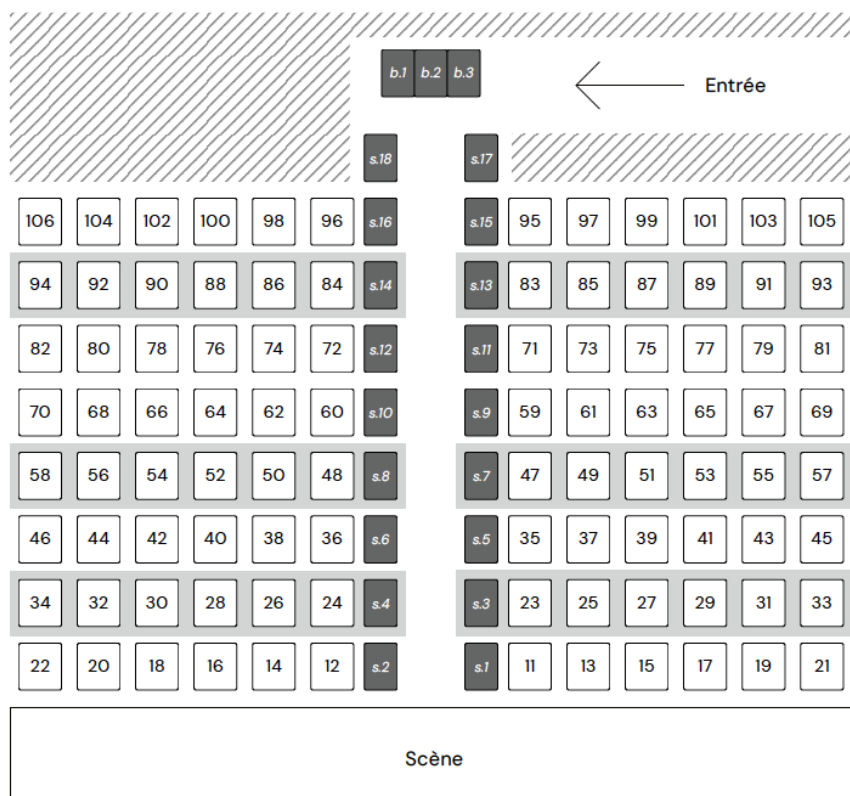 b.1 b.2 b.3
Entrée
s.18 s.17
106 104 102 100 98 96 s.16 s.15 95 97 99 101 103 105
94 92 90 88 86 84 s.14 s.13 83 85 87 89 91 93
82 80 78 76 74 72 s.12 s.11 71 73 75 77 79 81
70 68 66 64 62 60 s.10 s.9 59 61 63 65 67 69
58 56 54 52 50 48 s.8 s.7 47 49 51 53 55 57
46 44 42 40 38 36 s.6 s.5 35 37 39 41 43 45
34 32 30 28 26 24 s.4 s.3 23 25 27 29 31 33
22 20 18 16 14 12 s.2 s.1 11 13 15 17 19 21
Scène